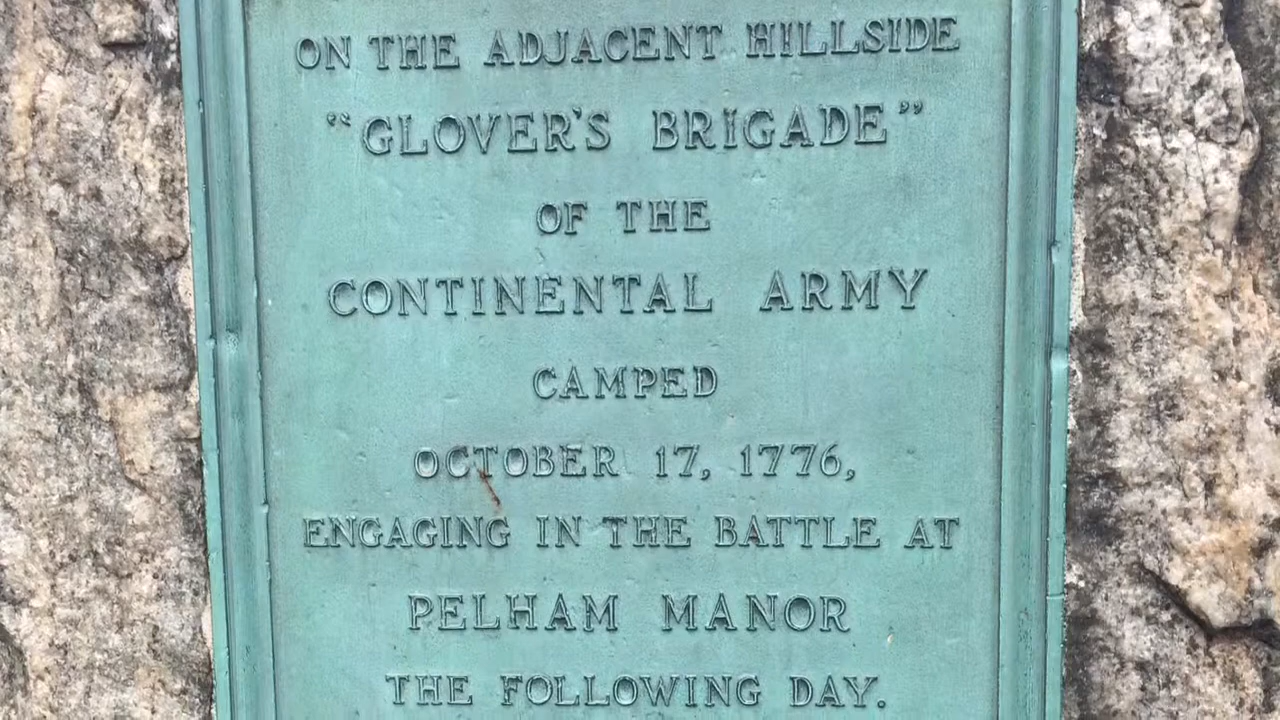 ON THE ADJACENT HILLSIDE
“GLOVER'S BRIGADE”
OF THE
CONTINENTAL ARMY
CAMPED
OCTOBER 17, 1776,
ENGAGING IN THE BATTLE AT
PELHAM MANOR
THE FOLLOWING DAY.